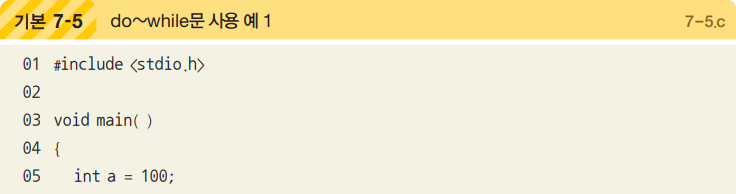 기본 7-5 do~while문 사용 예 1 7-5.c
01 #include <stdio.h>
02
03 void main( )
04 {
05 int a = 100;